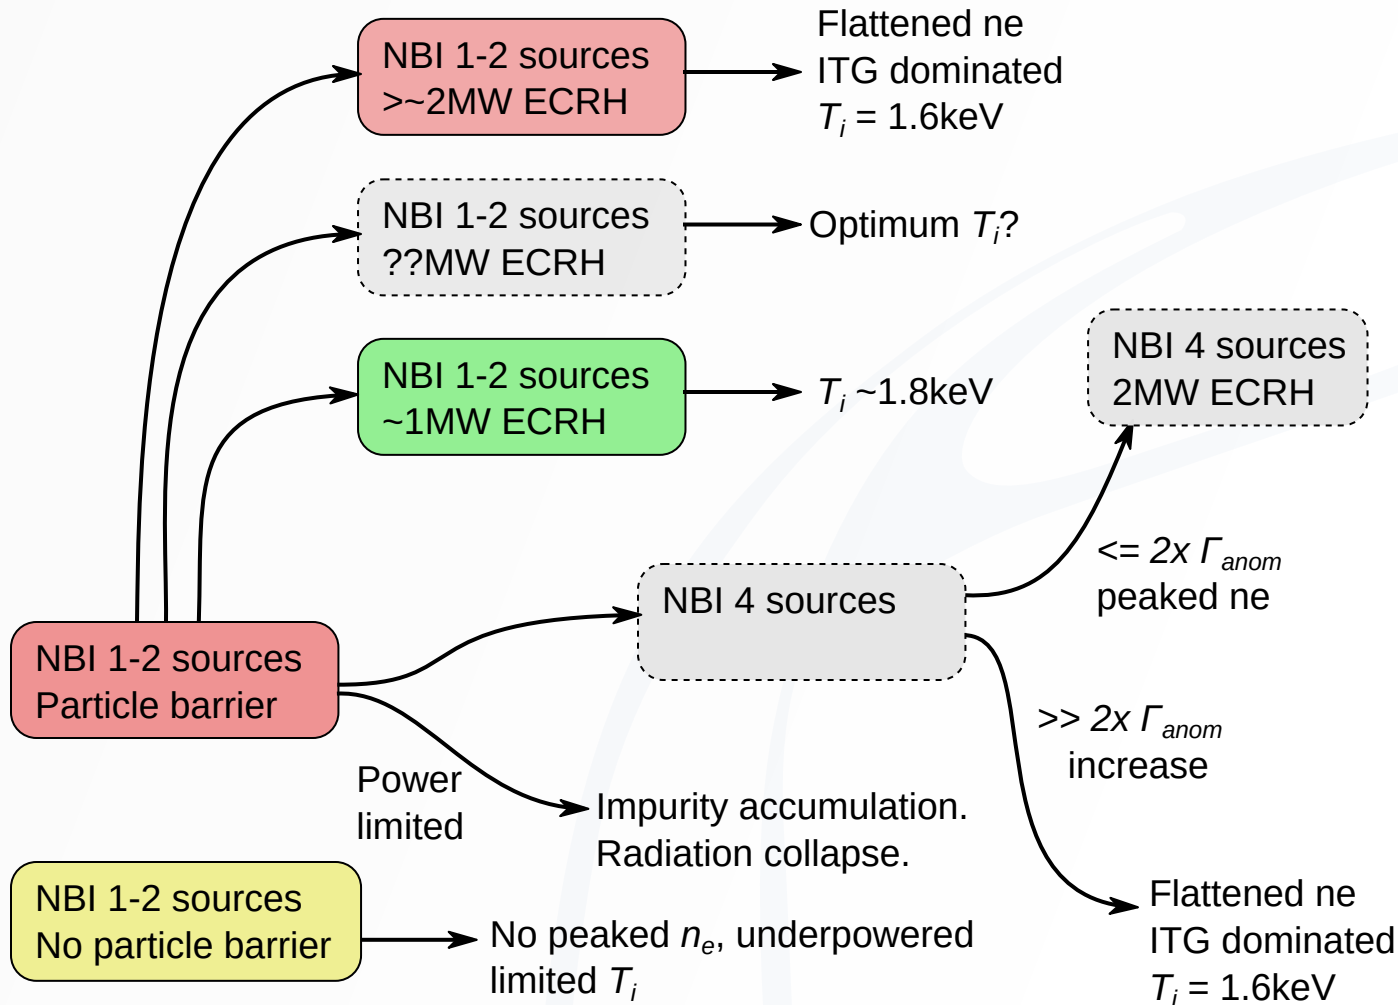 NBI 1-2 sources
>~2MW ECRH
Flattened ne
ITG dominated
Ti = 1.6keV
NBI 1-2 sources
??MW ECRH
Optimum Ti?
NBI 1-2 sources
~1MW ECRH
Ti ~1.8keV
NBI 4 sources
2MW ECRH
<= 2x Γanom
peaked ne
NBI 4 sources
NBI 1-2 sources
Particle barrier
>> 2x Γanom
increase
Power
limited
Impurity accumulation.
Radiation collapse.
NBI 1-2 sources
No particle barrier
No peaked ne, underpowered
limited Ti
Flattened ne
ITG dominated
Ti = 1.6keV